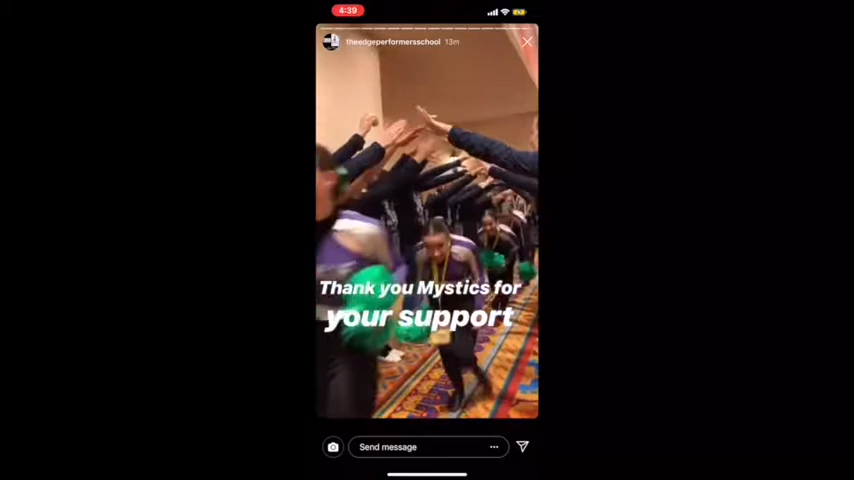 4:39
theedgeperformersschool 13m
Thank you Mystics for
your support
Send message